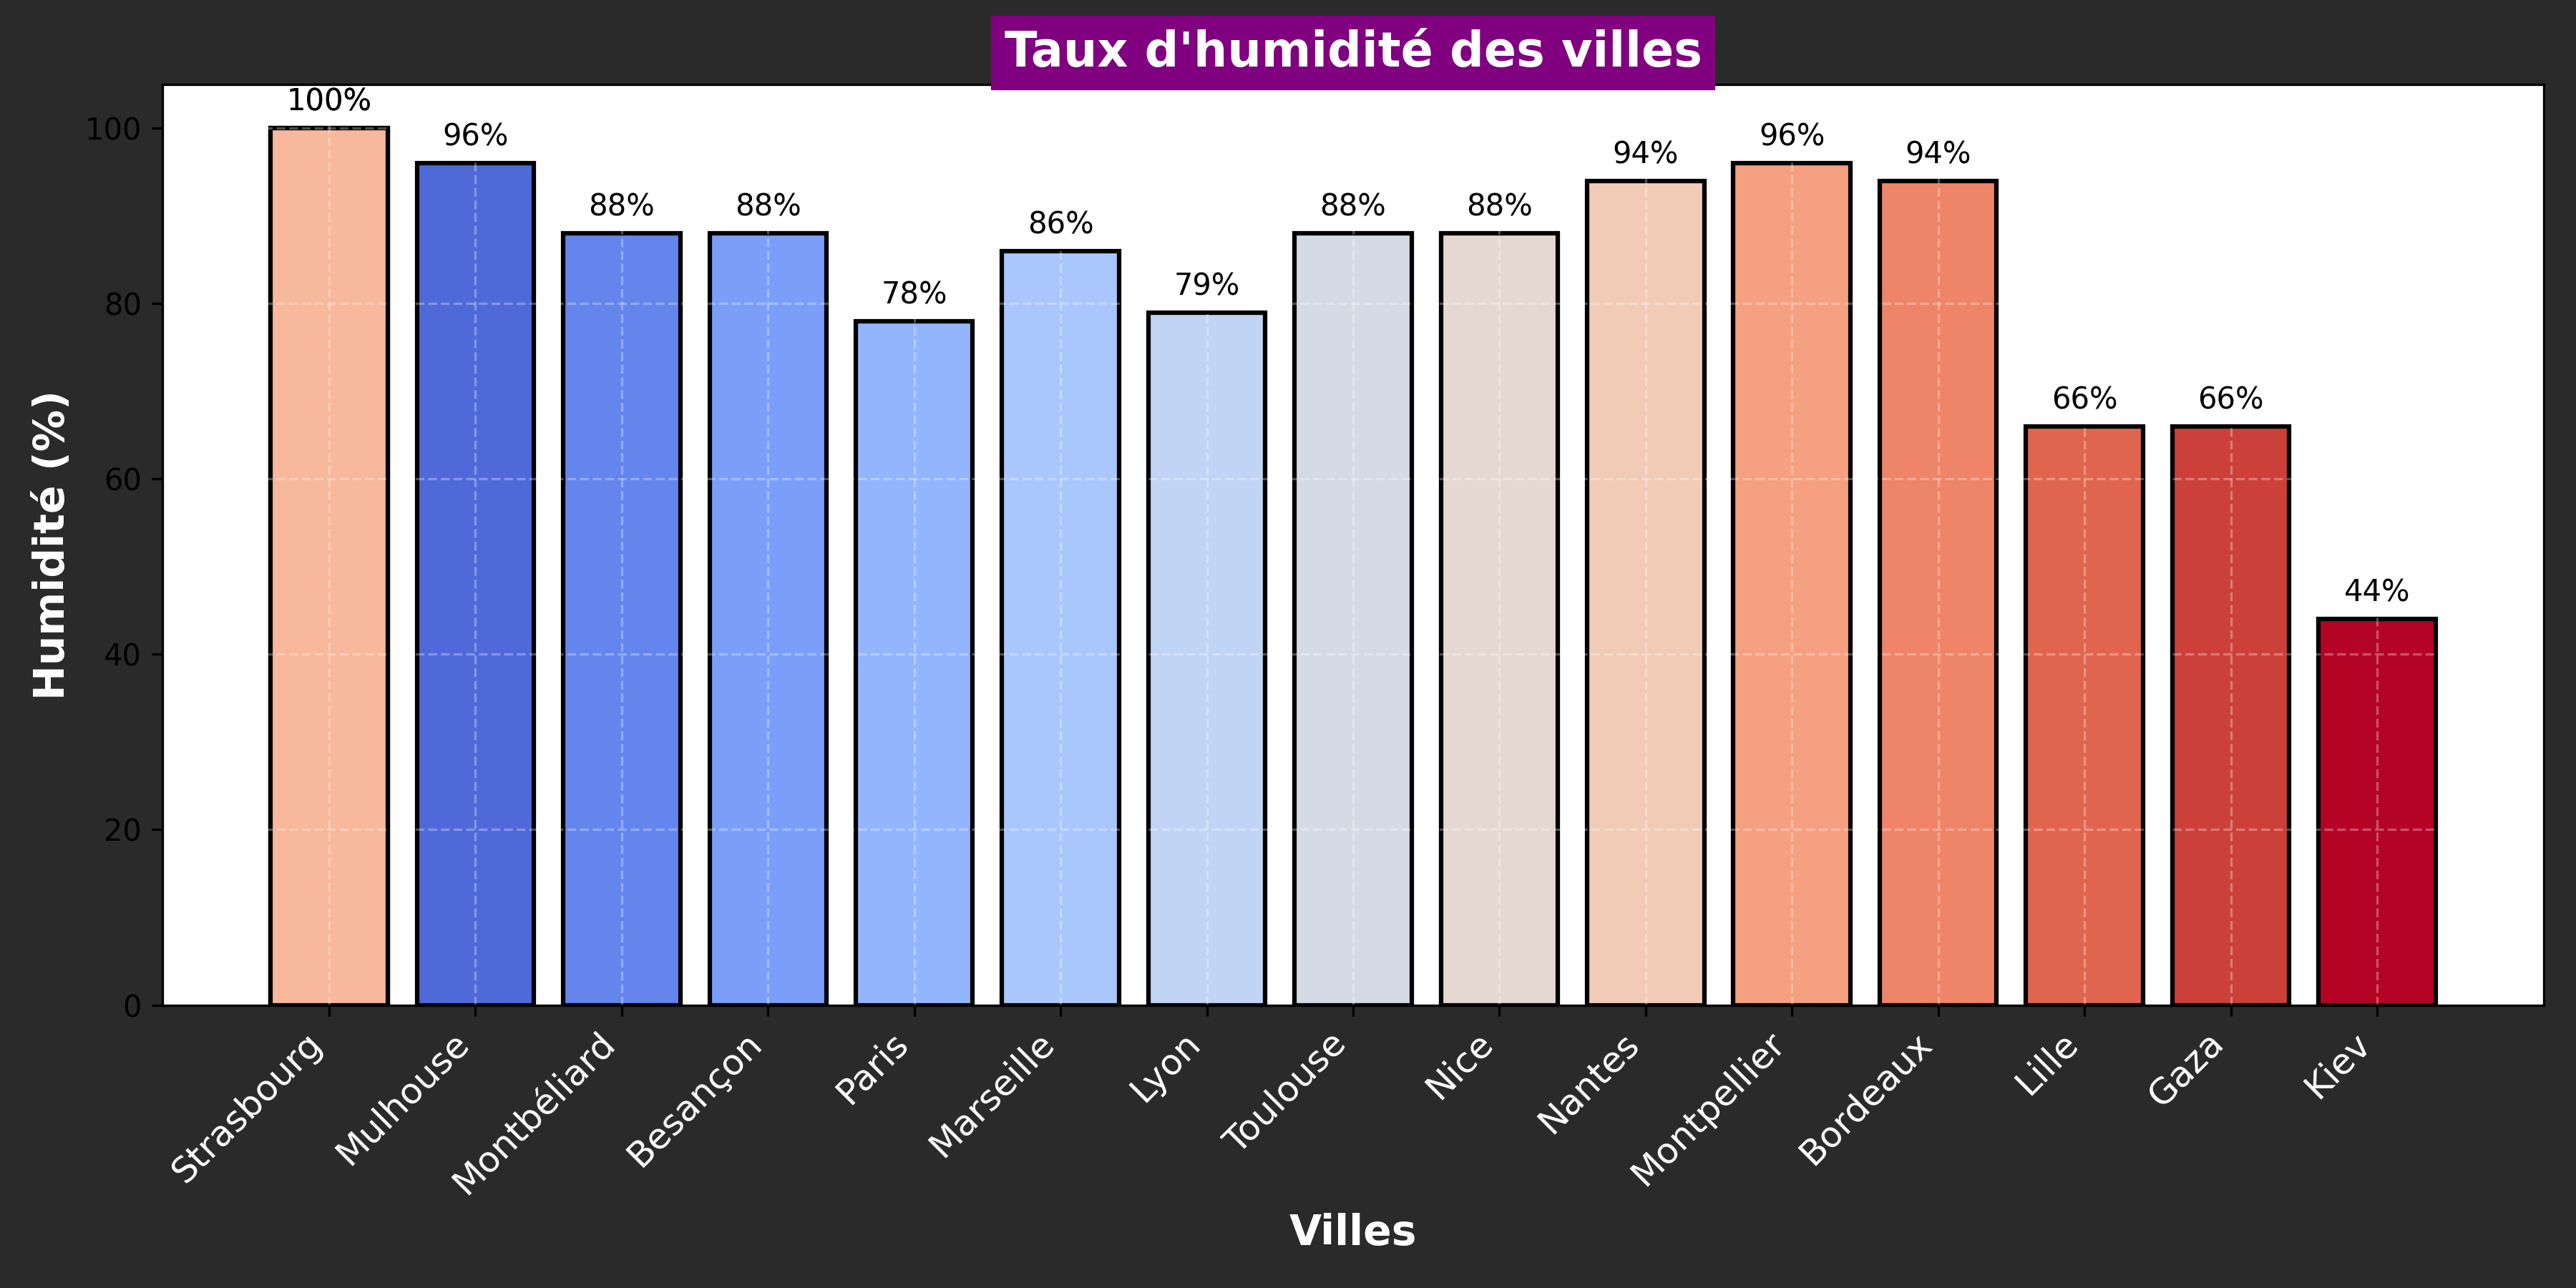 Taux d'humidité des villes
Humidité (%)
100
80
60
40
20
0
100%
96%
88%
88%
78%
86%
79%
88%
88%
94%
96%
94%
66%
66%
44%
Strasbourg
Mulhouse
Montbéliard
Besançon
Paris
Marseille
Lyon
Toulouse
Nice
Nantes
Montpellier
Bordeaux
Lille
Gaza
Kiev
Villes